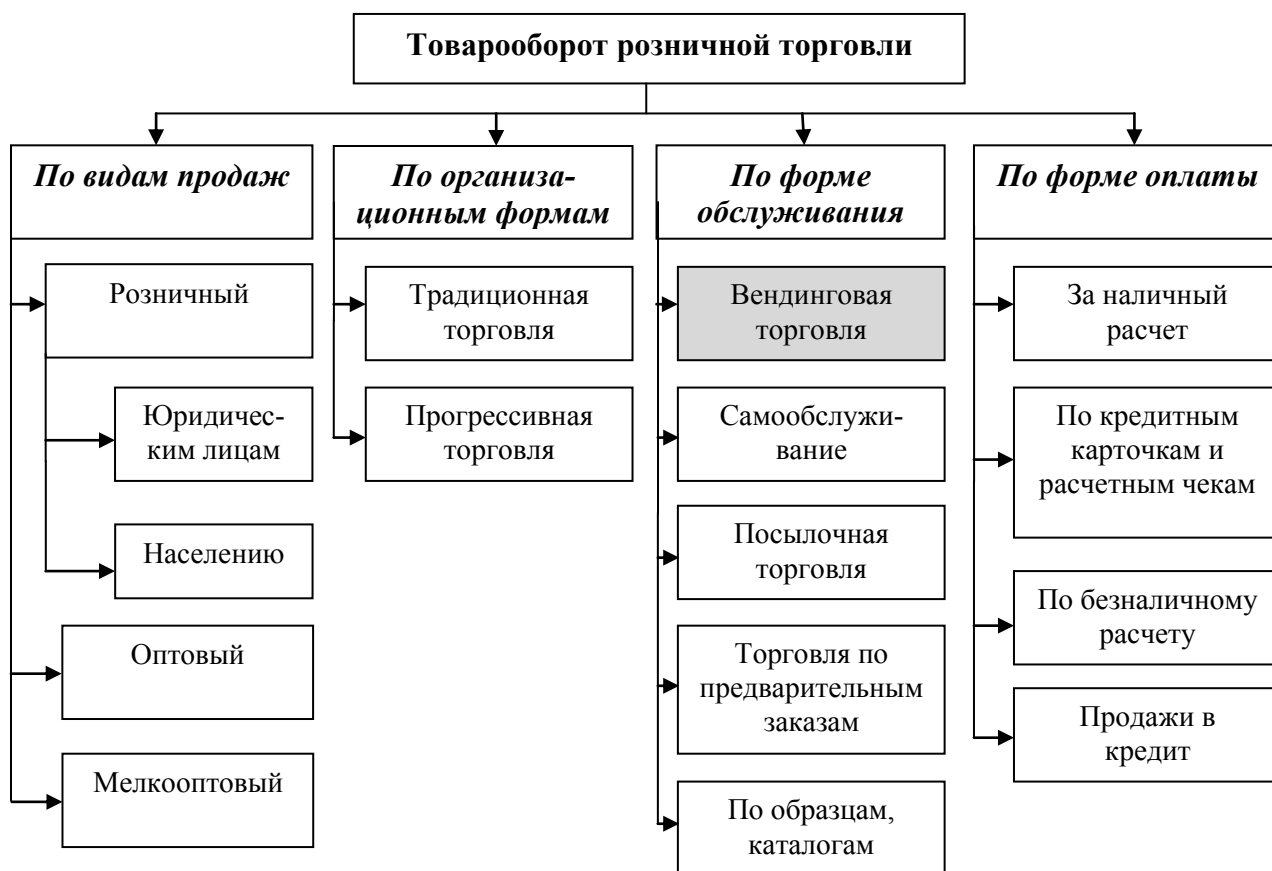 Товарооборот розничной торговли
По видам продаж
Розничный
Юридичес-
ким лицам
Населению
Оптовый
Мелкооптовый
По организа-
ционным формам
Традиционная
торговля
Прогрессивная
торговля
По форме
обслуживания
Вендинговая
торговля
Самообслужи-
вание
Посылочная
торговля
Торговля по
предварительным
заказам
По образцам,
каталогам
По форме оплаты
За наличный
расчет
По кредитным
карточкам и
расчетным чекам
По безналичному
расчету
Продажи в
кредит